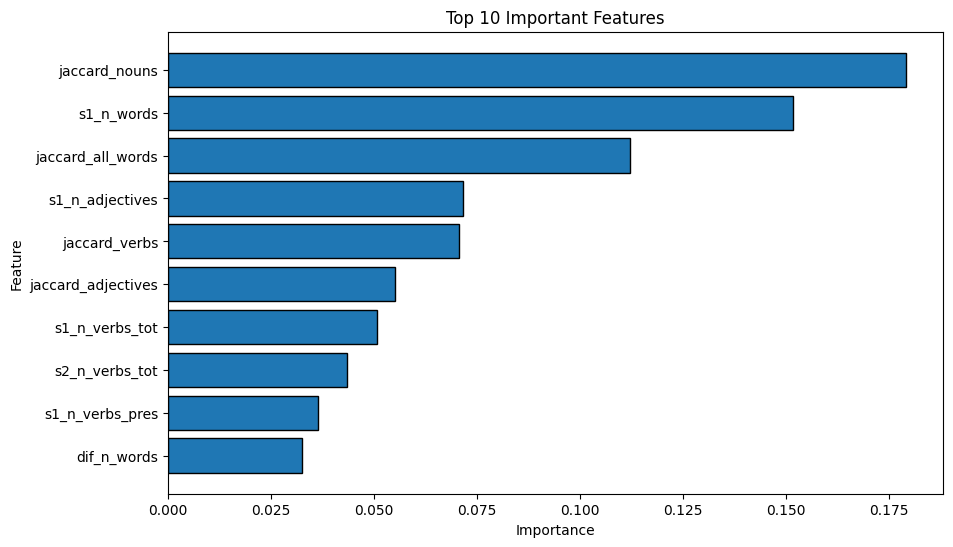 Top 10 Important Features
Feature
jaccard_nouns
s1_n_words
jaccard_all_words
s1_n_adjectives
jaccard_verbs
jaccard_adjectives
s1_n_verbs_tot
s2_n_verbs_tot
s1_n_verbs_pres
dif_n_words
0.000 0.025 0.050 0.075 0.100 0.125 0.150 0.175
Importance